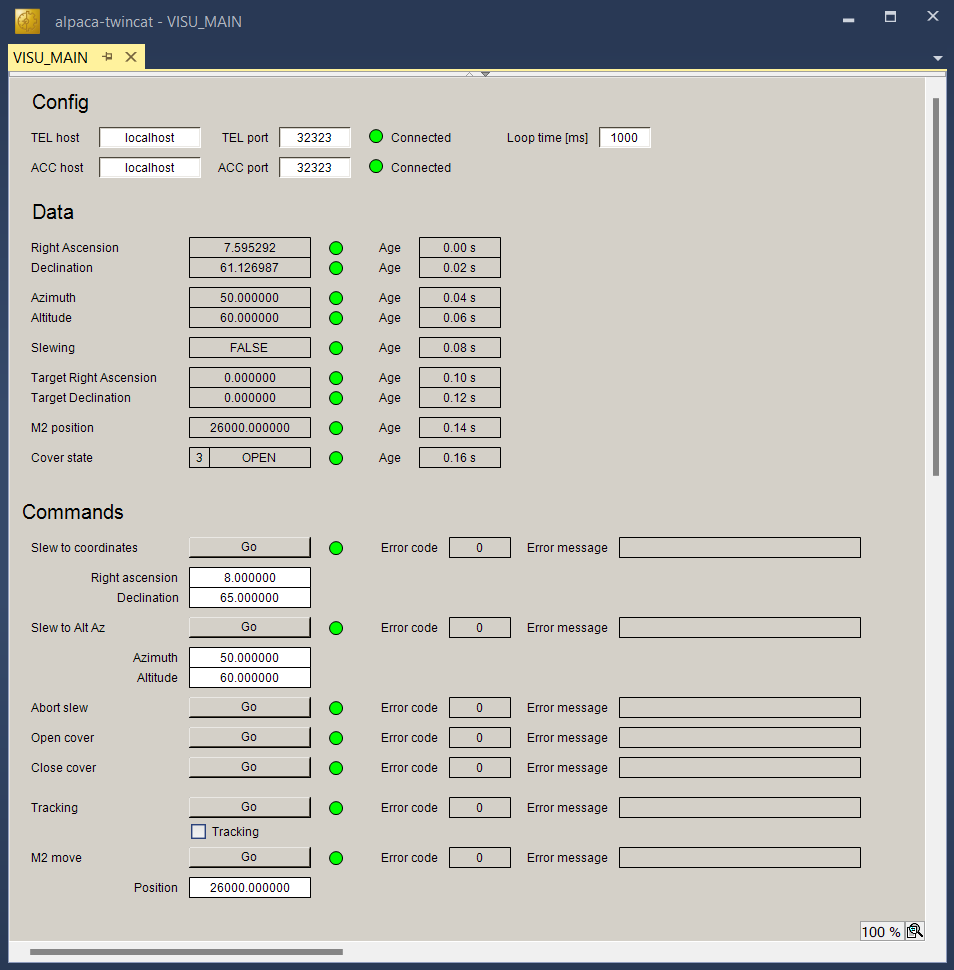 alpaca-twincat - VISU_MAIN
VISU_MAIN
Config
TEL host localhost TEL port 32323 Connected Loop time [ms] 1000
ACC host localhost ACC port 32323 Connected
Data
Right Ascension 7.595292 Age 0.00 s
Declination 61.126987 Age 0.02 s
Azimuth 50.000000 Age 0.04 s
Altitude 60.000000 Age 0.06 s
Slewing FALSE Age 0.08 s
Target Right Ascension 0.000000 Age 0.10 s
Target Declination 0.000000 Age 0.12 s
M2 position 26000.000000 Age 0.14 s
Cover state 3 OPEN Age 0.16 s
Commands
Slew to coordinates Go Error code 0 Error message
Right ascension 8.000000
Declination 65.000000
Slew to Alt Az Go Error code 0 Error message
Azimuth 50.000000
Altitude 60.000000
Abort slew Go Error code 0 Error message
Open cover Go Error code 0 Error message
Close cover Go Error code 0 Error message
Tracking Go Error code 0 Error message
Tracking
M2 move Go Error code 0 Error message
Position 26000.000000
100 %